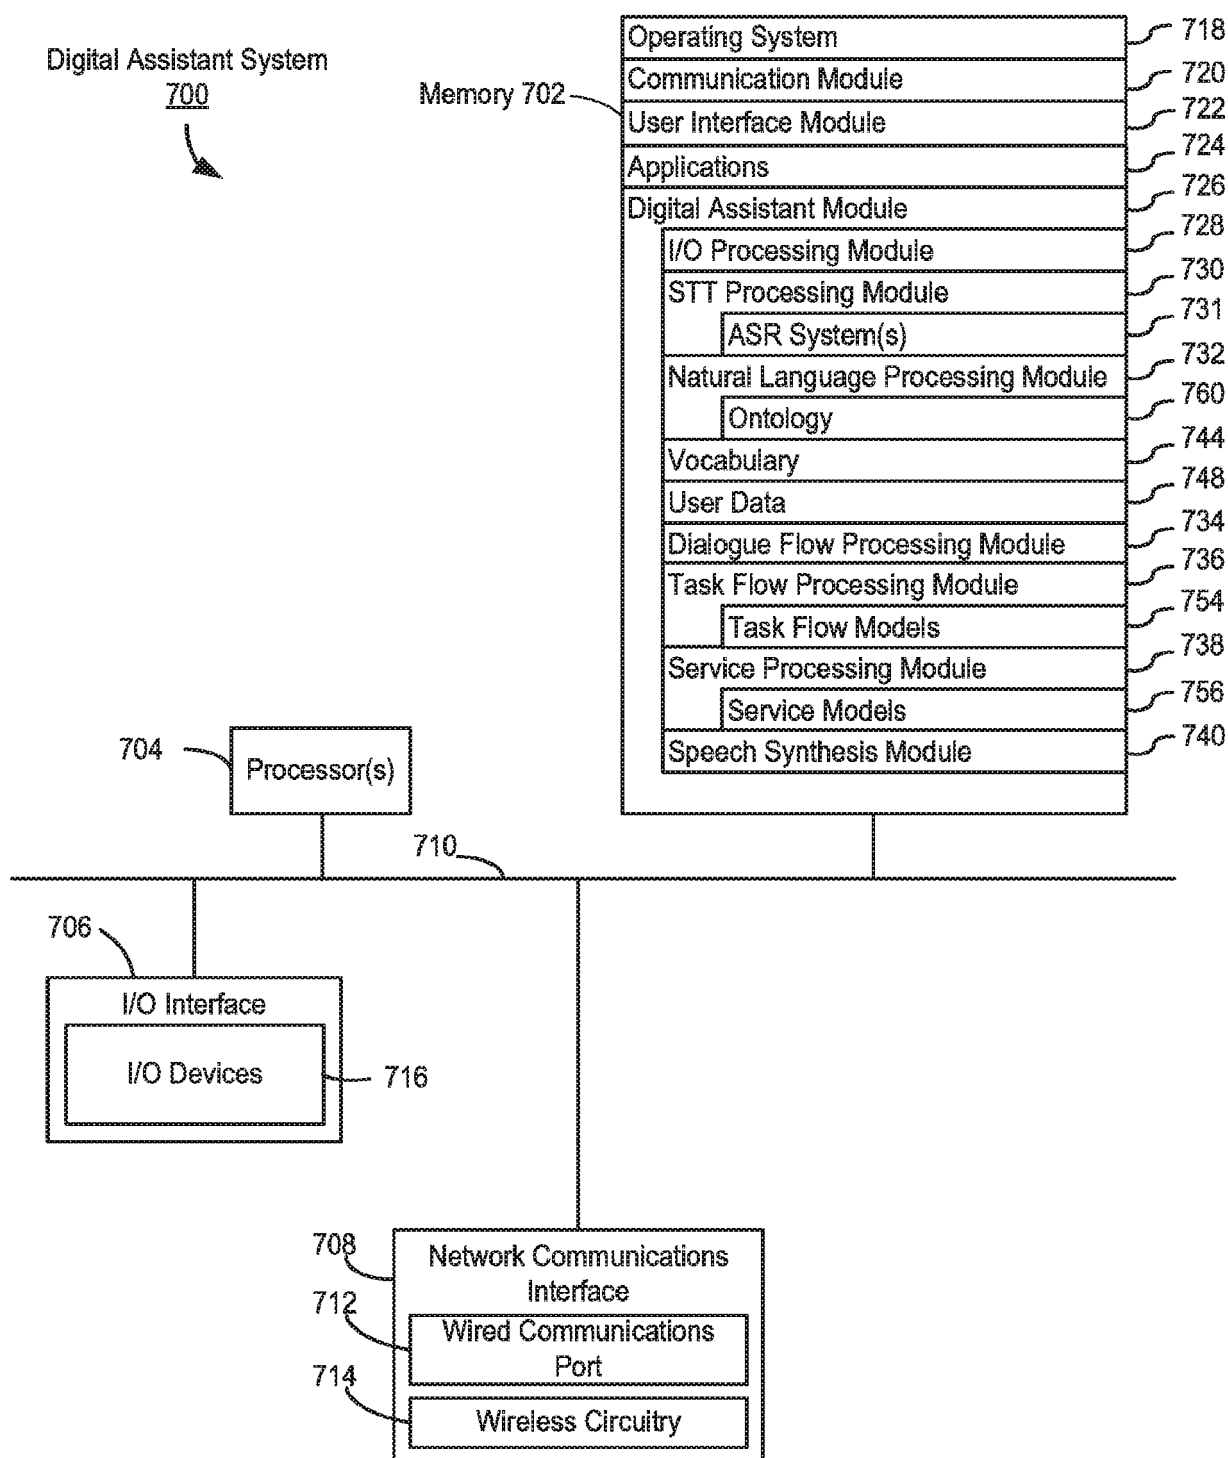 Digital Assistant System
700
Memory 702
Operating System
718
Communication Module
720
User Interface Module
722
Applications
724
Digital Assistant Module
726
I/O Processing Module
728
STT Processing Module
730
ASR System(s)
731
Natural Language Processing Module
732
Ontology
760
Vocabulary
744
User Data
748
Dialogue Flow Processing Module
734
Task Flow Processing Module
736
Task Flow Models
754
Service Processing Module
738
Service Models
756
Speech Synthesis Module
740
704
Processor(s)
710
706
I/O Interface
I/O Devices
716
708
Network Communications
Interface
712
Wired Communications
Port
714
Wireless Circuitry